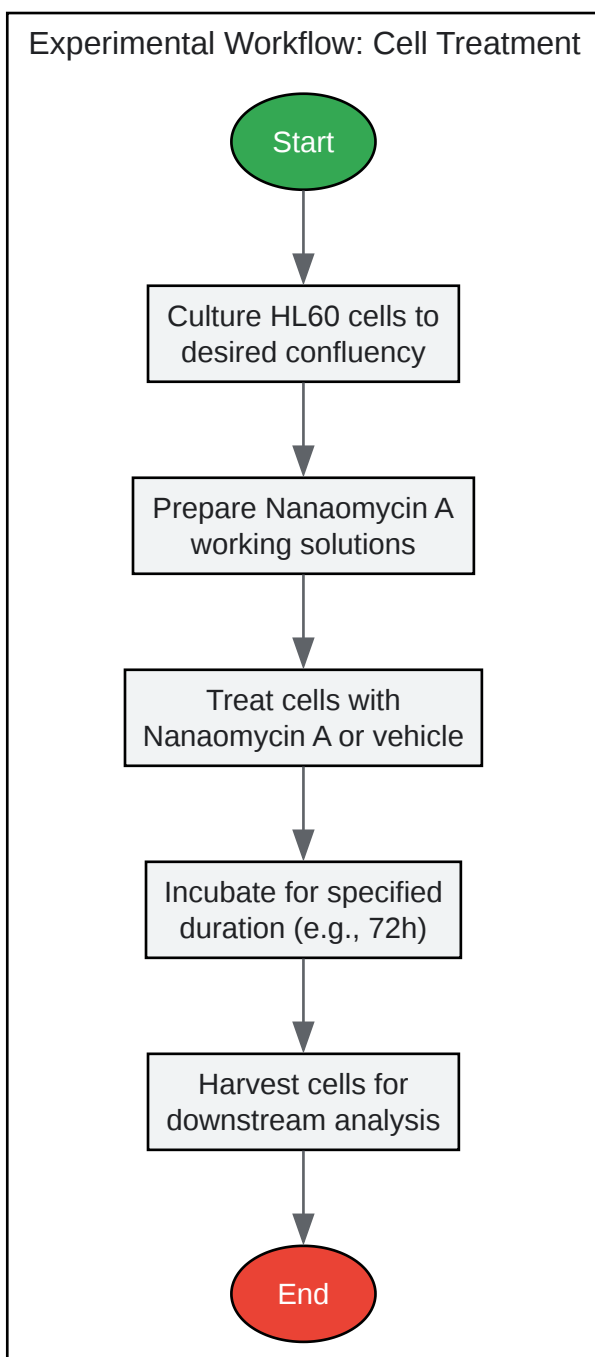 Experimental Workflow: Cell Treatment
Start
Culture HL60 cells to
desired confluency
Prepare Nanaomycin A
working solutions
Treat cells with
Nanaomycin A or vehicle
Incubate for specified
duration (e.g., 72h)
Harvest cells for
downstream analysis
End